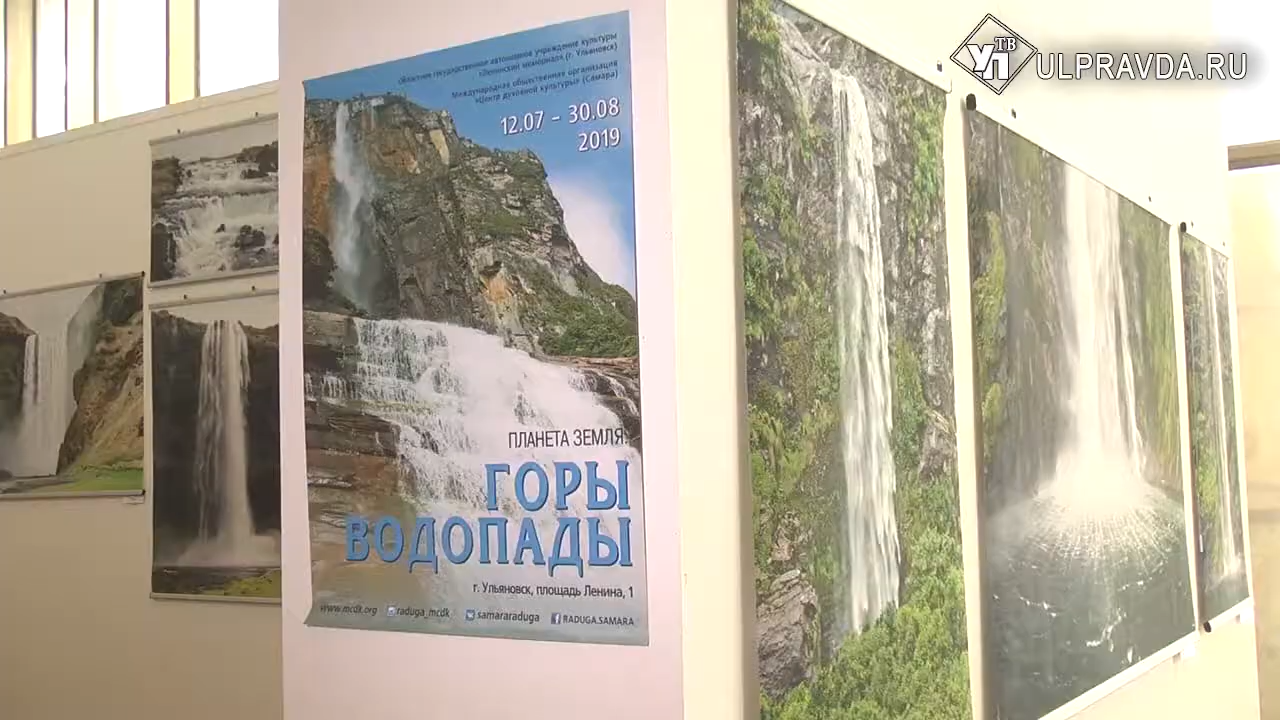 Областное государственное автономное учреждение культуры
«Ленинский мемориал» (г. Ульяновск)
Международная общественная организация
«Центр духовной культуры» (Самара)
12.07 – 30.08
2019
ПЛАНЕТА ЗЕМЛЯ:
ГОРЫ
ВОДОПАДЫ
г. Ульяновск, площадь Ленина, 1
www.mcdk.org raduga_mcdk samararaduga RADUGA.SAMARA
УП ТВ ULPRAVDA.RU